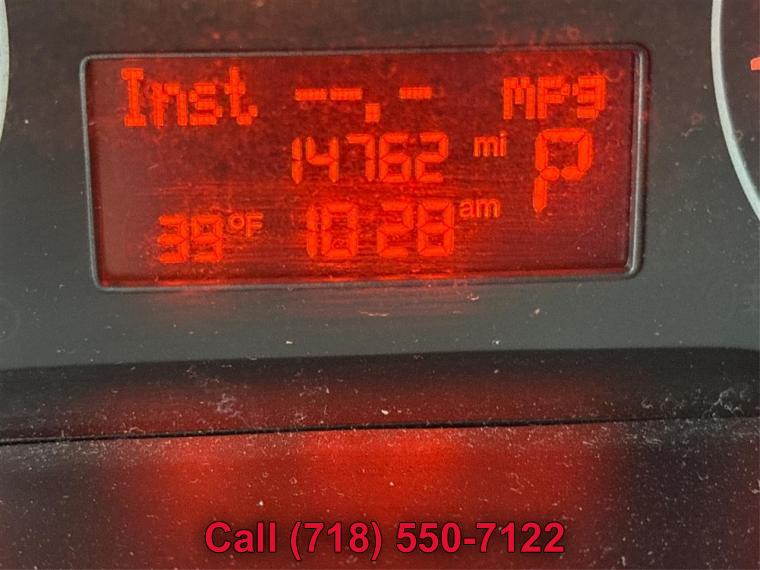 Inst --.- mpg
14762 mi P
39°F 10:28 am
Call (718) 550-7122